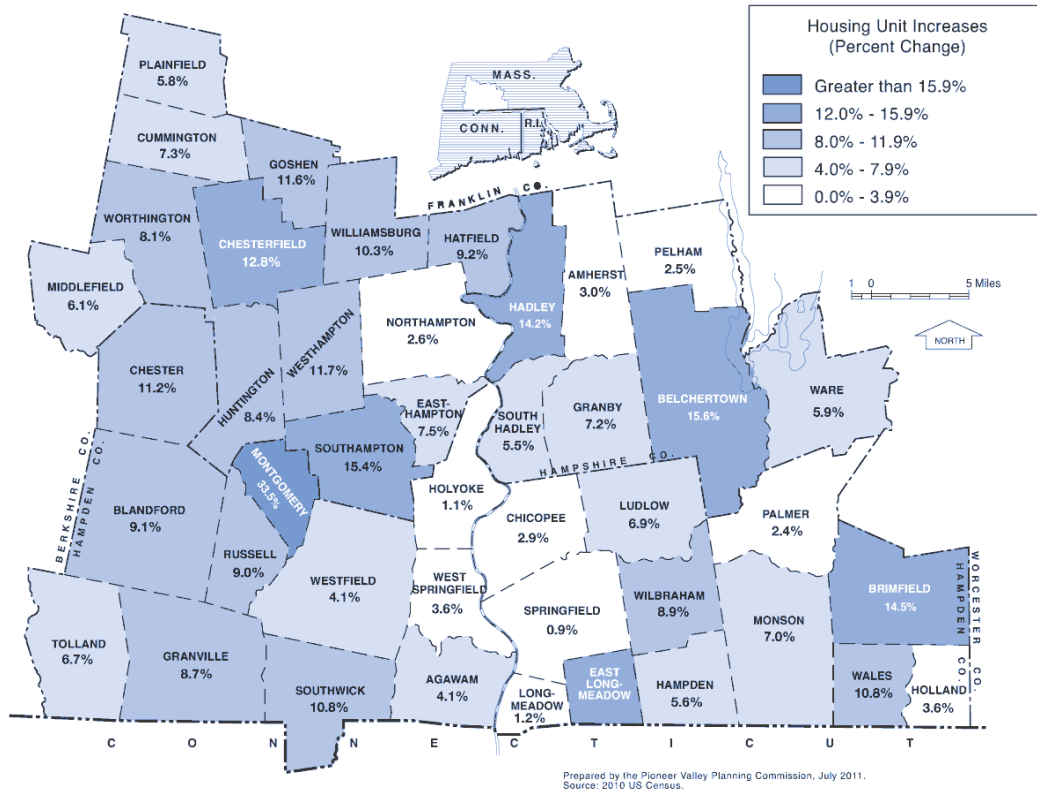 Housing Unit Increases
(Percent Change)
Greater than 15.9%
12.0% - 15.9%
8.0% - 11.9%
4.0% - 7.9%
0.0% - 3.9%
MASS.
CONN.
R.I.
PLAINFIELD
5.8%
CUMMINGTON
7.3%
GOSHEN
11.6%
FRANKLIN CO.
WORTHINGTON
8.1%
CHESTERFIELD
12.8%
WILLIAMSBURG
10.3%
HATFIELD
9.2%
HADLEY
14.2%
AMHERST
3.0%
PELHAM
2.5%
1 0 5 Miles
NORTH
MIDDLEFIELD
6.1%
NORTHAMPTON
2.6%
CHESTER
11.2%
HUNTINGTON
8.4%
WESTHAMPTON
11.7%
EAST-
HAMPTON
7.5%
SOUTH
HADLEY
5.5%
GRANBY
7.2%
BELCHERTOWN
15.6%
WARE
5.9%
HAMPSHIRE CO.
BERKSHIRE CO.
HAMPDEN CO.
MONTGOMERY
33.5%
SOUTHAMPTON
15.4%
HOLYOKE
1.1%
CHICOPEE
2.9%
LUDLOW
6.9%
PALMER
2.4%
BLANDFORD
9.1%
RUSSELL
9.0%
WESTFIELD
4.1%
WEST
SPRINGFIELD
3.6%
SPRINGFIELD
0.9%
WILBRAHAM
8.9%
MONSON
7.0%
BRIMFIELD
14.5%
HAMPDEN CO.
WORCESTER CO.
TOLLAND
6.7%
GRANVILLE
8.7%
SOUTHWICK
10.8%
AGAWAM
4.1%
LONG-
MEADOW
1.2%
EAST
LONG-
MEADOW
HAMPDEN
5.6%
WALES
10.8%
HOLLAND
3.6%
CONNECTICUT
Prepared by the Pioneer Valley Planning Commission, July 2011.
Source: 2010 US Census.